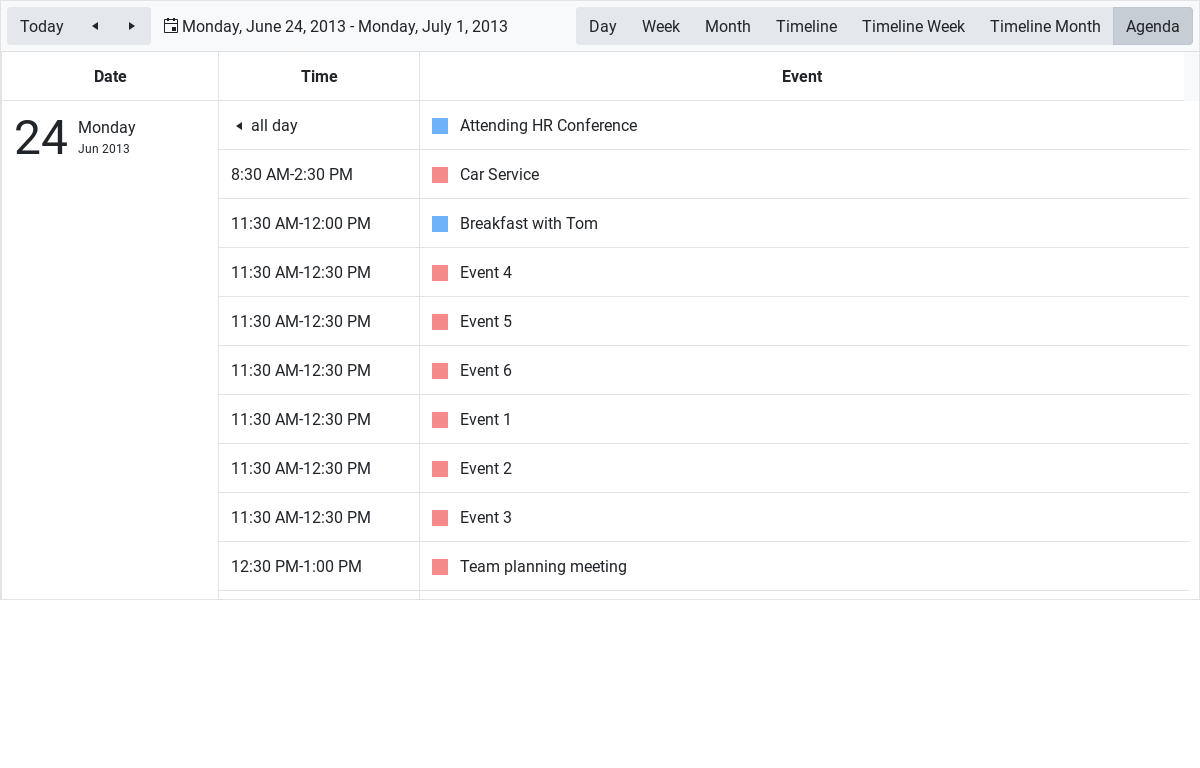 Today Monday, June 24, 2013 - Monday, July 1, 2013 Day Week Month Timeline Timeline Week Timeline Month Agenda
Date Time Event
24 Monday
Jun 2013
all day Attending HR Conference
8:30 AM-2:30 PM Car Service
11:30 AM-12:00 PM Breakfast with Tom
11:30 AM-12:30 PM Event 4
11:30 AM-12:30 PM Event 5
11:30 AM-12:30 PM Event 6
11:30 AM-12:30 PM Event 1
11:30 AM-12:30 PM Event 2
11:30 AM-12:30 PM Event 3
12:30 PM-1:00 PM Team planning meeting